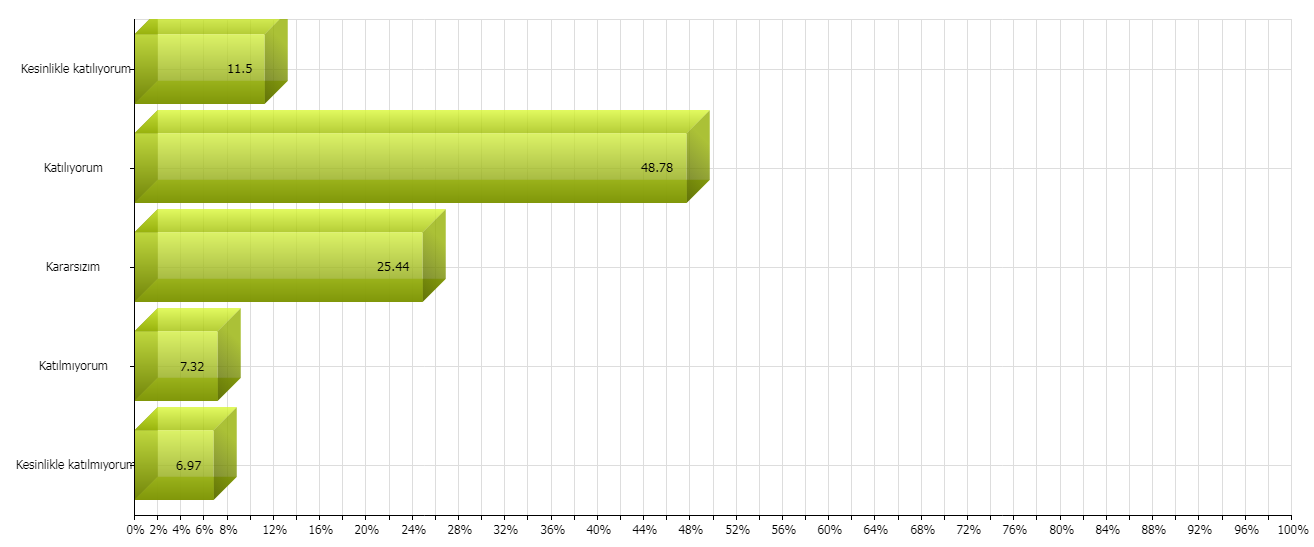 Kesinlikle katılıyorum
11.5
Katılıyorum
48.78
Kararsızım
25.44
Katılmıyorum
7.32
Kesinlikle katılmıyorum
6.97
0% 2% 4% 6% 8% 12% 16% 20% 24% 28% 32% 36% 40% 44% 48% 52% 56% 60% 64% 68% 72% 76% 80% 84% 88% 92% 96% 100%